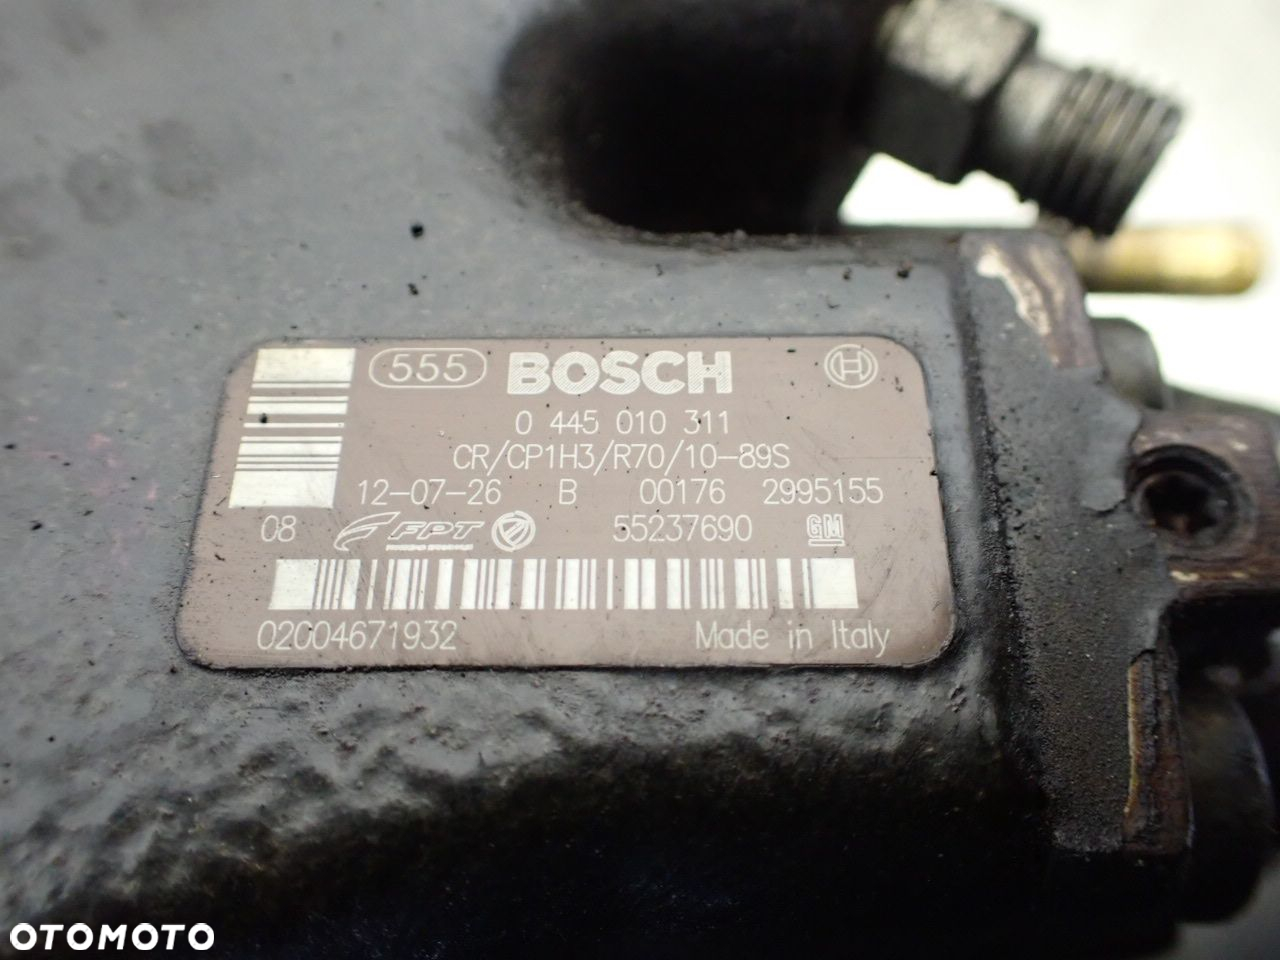 555 BOSCH
0 445 010 311
CR/CP1H3/R70/10-89S
12-07-26 B 00176 2995155
08 FPT 55237690 GM
02004671932 Made in Italy
OTOMOTO